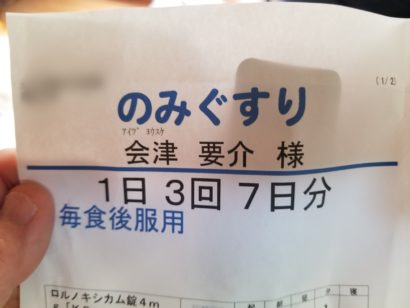 (1/2)
のみぐすり
ｱｲﾂﾞ ﾖｳｽｹ
会津 要介 様
1日3回 7日分
毎食後服用
ロルノキシカム錠4m